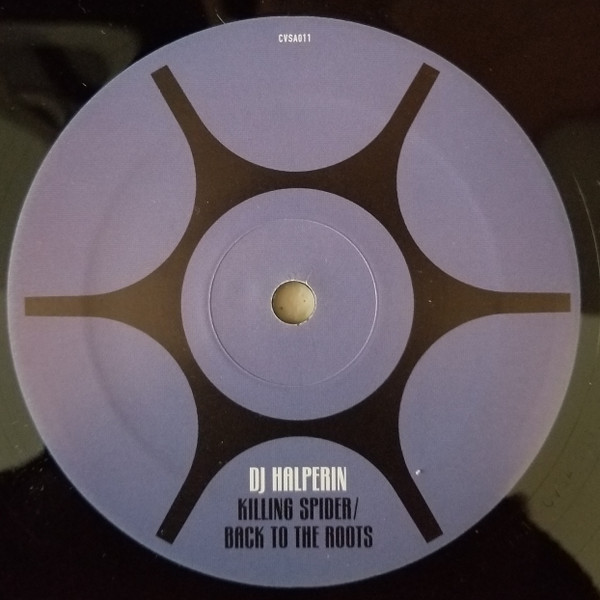 CVSA011
DJ HALPERIN
KILLING SPIDER/
BACK TO THE ROOTS